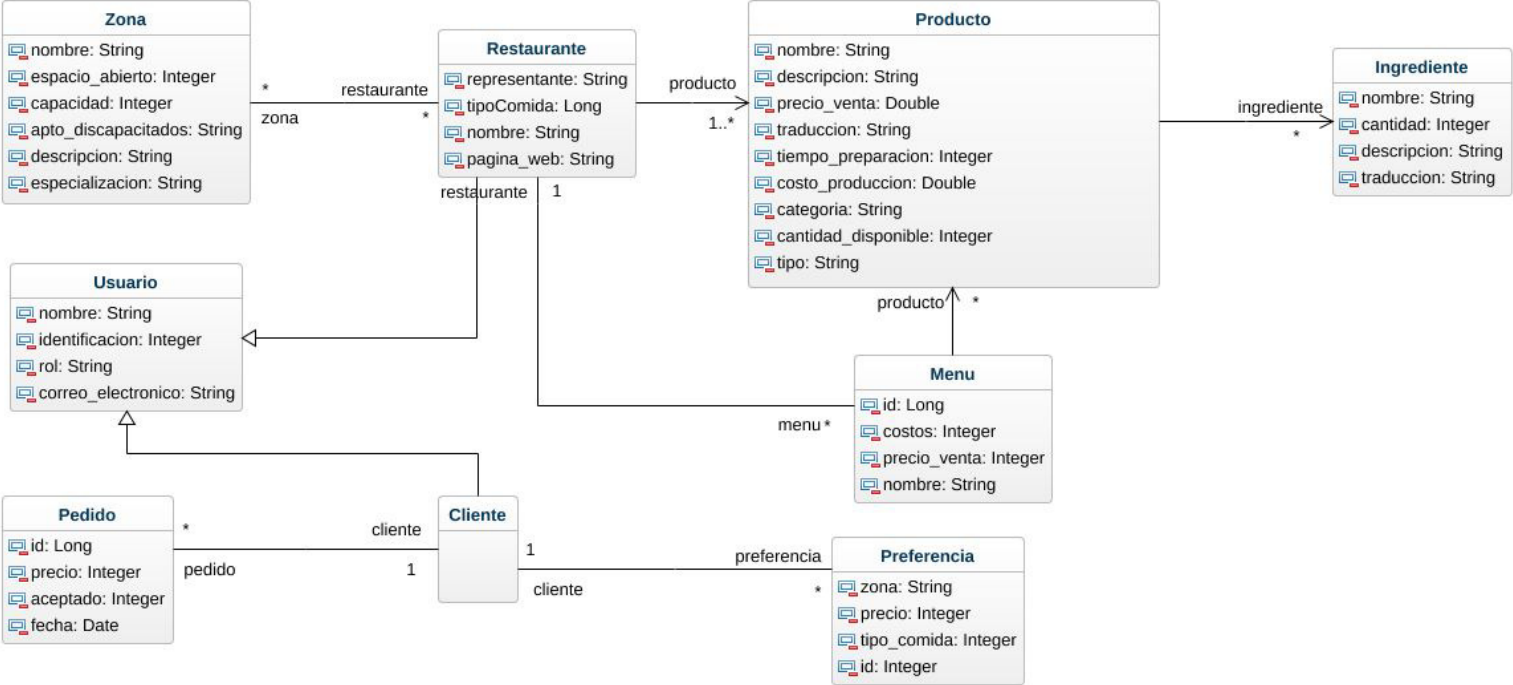 Zona
nombre: String
espacio_abierto: Integer
capacidad: Integer
apto_discapacitados: String
descripcion: String
especializacion: String
*
zona
restaurante
*
Restaurante
representante: String
tipoComida: Long
nombre: String
pagina_web: String
restaurante
1
producto
1..*
Producto
nombre: String
descripcion: String
precio_venta: Double
traduccion: String
tiempo_preparacion: Integer
costo_produccion: Double
categoria: String
cantidad_disponible: Integer
tipo: String
ingrediente
*
Ingrediente
nombre: String
cantidad: Integer
descripcion: String
traduccion: String
Usuario
nombre: String
identificacion: Integer
rol: String
correo_electronico: String
producto
*
Menu
id: Long
costos: Integer
precio_venta: Integer
nombre: String
menu *
Pedido
id: Long
precio: Integer
aceptado: Integer
fecha: Date
*
pedido
cliente
1
Cliente
1
cliente
preferencia
*
Preferencia
zona: String
precio: Integer
tipo_comida: Integer
id: Integer